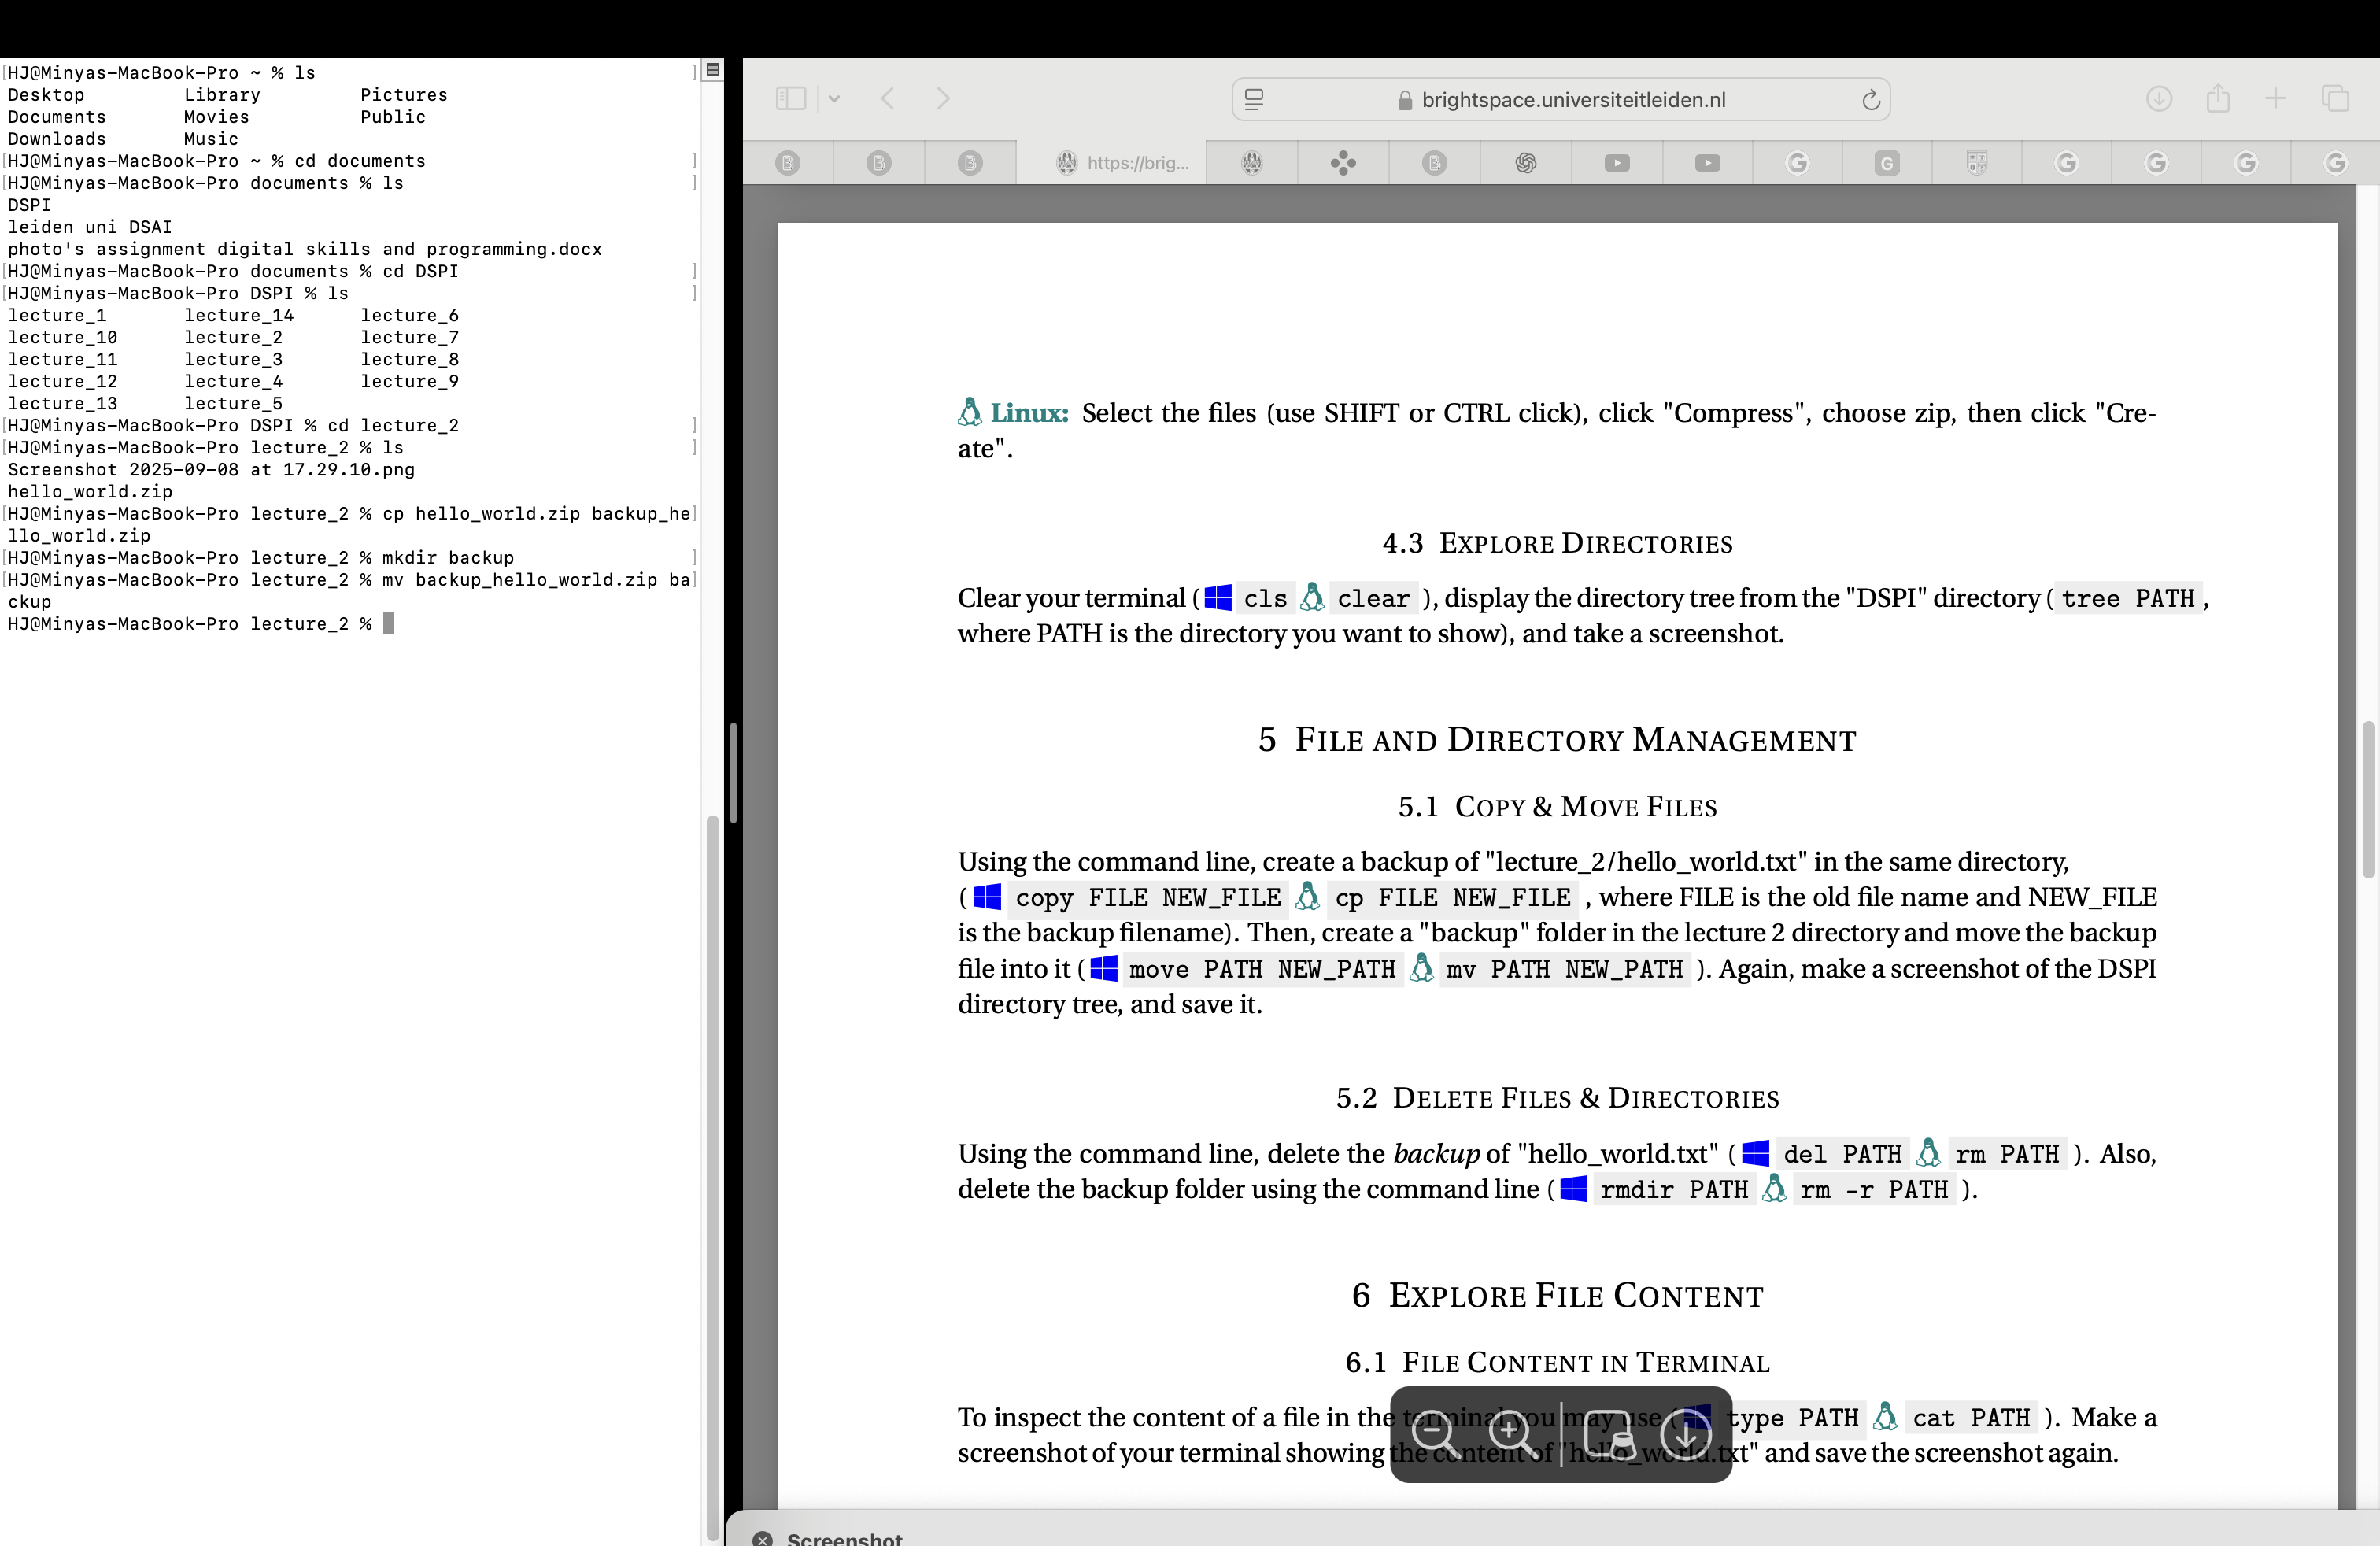 [HJ@Minyas-MacBook-Pro ~ % ls ]
Desktop Library Pictures
Documents Movies Public
Downloads Music
[HJ@Minyas-MacBook-Pro ~ % cd documents ]
[HJ@Minyas-MacBook-Pro documents % ls ]
DSPI
leiden uni DSAI
photo's assignment digital skills and programming.docx
[HJ@Minyas-MacBook-Pro documents % cd DSPI ]
[HJ@Minyas-MacBook-Pro DSPI % ls ]
lecture_1 lecture_14 lecture_6
lecture_10 lecture_2 lecture_7
lecture_11 lecture_3 lecture_8
lecture_12 lecture_4 lecture_9
lecture_13 lecture_5
[HJ@Minyas-MacBook-Pro DSPI % cd lecture_2 ]
[HJ@Minyas-MacBook-Pro lecture_2 % ls ]
Screenshot 2025-09-08 at 17.29.10.png
hello_world.zip
[HJ@Minyas-MacBook-Pro lecture_2 % cp hello_world.zip backup_he]
llo_world.zip
[HJ@Minyas-MacBook-Pro lecture_2 % mkdir backup ]
[HJ@Minyas-MacBook-Pro lecture_2 % mv backup_hello_world.zip ba]
ckup
HJ@Minyas-MacBook-Pro lecture_2 %
brightspace.universiteitleiden.nl
https://brig...
Linux: Select the files (use SHIFT or CTRL click), click "Compress", choose zip, then click "Cre-
ate".
4.3 EXPLORE DIRECTORIES
Clear your terminal ( cls clear ), display the directory tree from the "DSPI" directory ( tree PATH ,
where PATH is the directory you want to show), and take a screenshot.
5 FILE AND DIRECTORY MANAGEMENT
5.1 COPY & MOVE FILES
Using the command line, create a backup of "lecture_2/hello_world.txt" in the same directory,
( copy FILE NEW_FILE cp FILE NEW_FILE , where FILE is the old file name and NEW_FILE
is the backup filename). Then, create a "backup" folder in the lecture 2 directory and move the backup
file into it ( move PATH NEW_PATH mv PATH NEW_PATH ). Again, make a screenshot of the DSPI
directory tree, and save it.
5.2 DELETE FILES & DIRECTORIES
Using the command line, delete the backup of "hello_world.txt" ( del PATH rm PATH ). Also,
delete the backup folder using the command line ( rmdir PATH rm -r PATH ).
6 EXPLORE FILE CONTENT
6.1 FILE CONTENT IN TERMINAL
To inspect the content of a file in the terminal you may use ( type PATH cat PATH ). Make a
screenshot of your terminal showing the content of "hello_world.txt" and save the screenshot again.
Screenshot